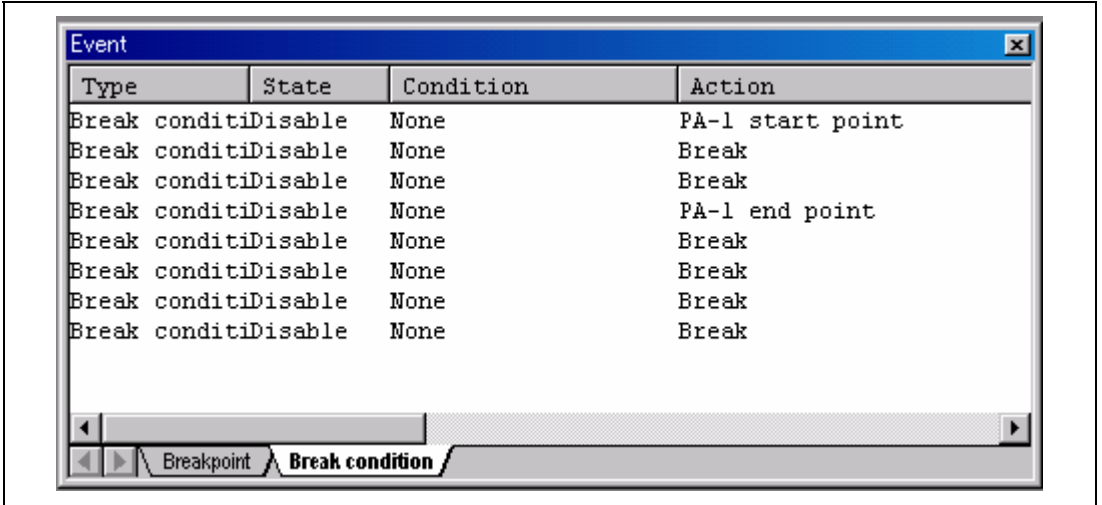 Event
Type State Condition Action
Break conditiDisable None PA-1 start point
Break conditiDisable None Break
Break conditiDisable None Break
Break conditiDisable None PA-1 end point
Break conditiDisable None Break
Break conditiDisable None Break
Break conditiDisable None Break
Break conditiDisable None Break
Breakpoint Break condition